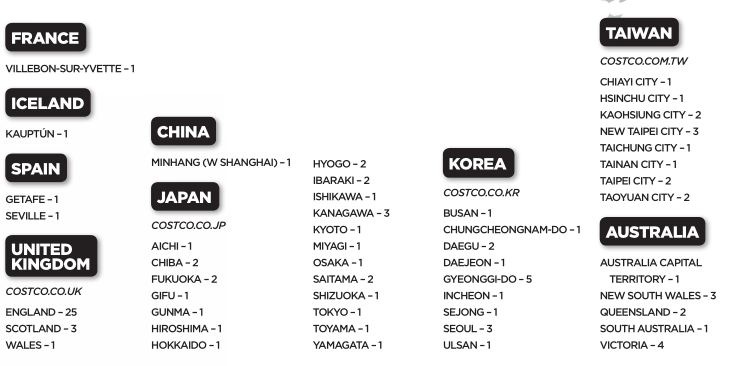 FRANCE
VILLEBON-SUR-YVETTE – 1
ICELAND
KAUPTÚN – 1
SPAIN
GETAFE – 1
SEVILLE – 1
UNITED
KINGDOM
COSTCO.CO.UK
ENGLAND – 25
SCOTLAND – 3
WALES – 1
CHINA
MINHANG (W SHANGHAI) – 1
JAPAN
COSTCO.CO.JP
AICHI – 1
CHIBA – 2
FUKUOKA – 2
GIFU – 1
GUNMA – 1
HIROSHIMA – 1
HOKKAIDO – 1
HYOGO – 2
IBARAKI – 2
ISHIKAWA – 1
KANAGAWA – 3
KYOTO – 1
MIYAGI – 1
OSAKA – 1
SAITAMA – 2
SHIZUOKA – 1
TOKYO – 1
TOYAMA – 1
YAMAGATA – 1
KOREA
COSTCO.CO.KR
BUSAN – 1
CHUNGCHEONGNAM-DO – 1
DAEGU – 2
DAEJEON – 1
GYEONGGI-DO – 5
INCHEON – 1
SEJONG – 1
SEOUL – 3
ULSAN – 1
TAIWAN
COSTCO.COM.TW
CHIAYI CITY – 1
HSINCHU CITY – 1
KAOHSIUNG CITY – 2
NEW TAIPEI CITY – 3
TAICHUNG CITY – 1
TAINAN CITY – 1
TAIPEI CITY – 2
TAOYUAN CITY – 2
AUSTRALIA
AUSTRALIA CAPITAL
TERRITORY – 1
NEW SOUTH WALES – 3
QUEENSLAND – 2
SOUTH AUSTRALIA – 1
VICTORIA – 4